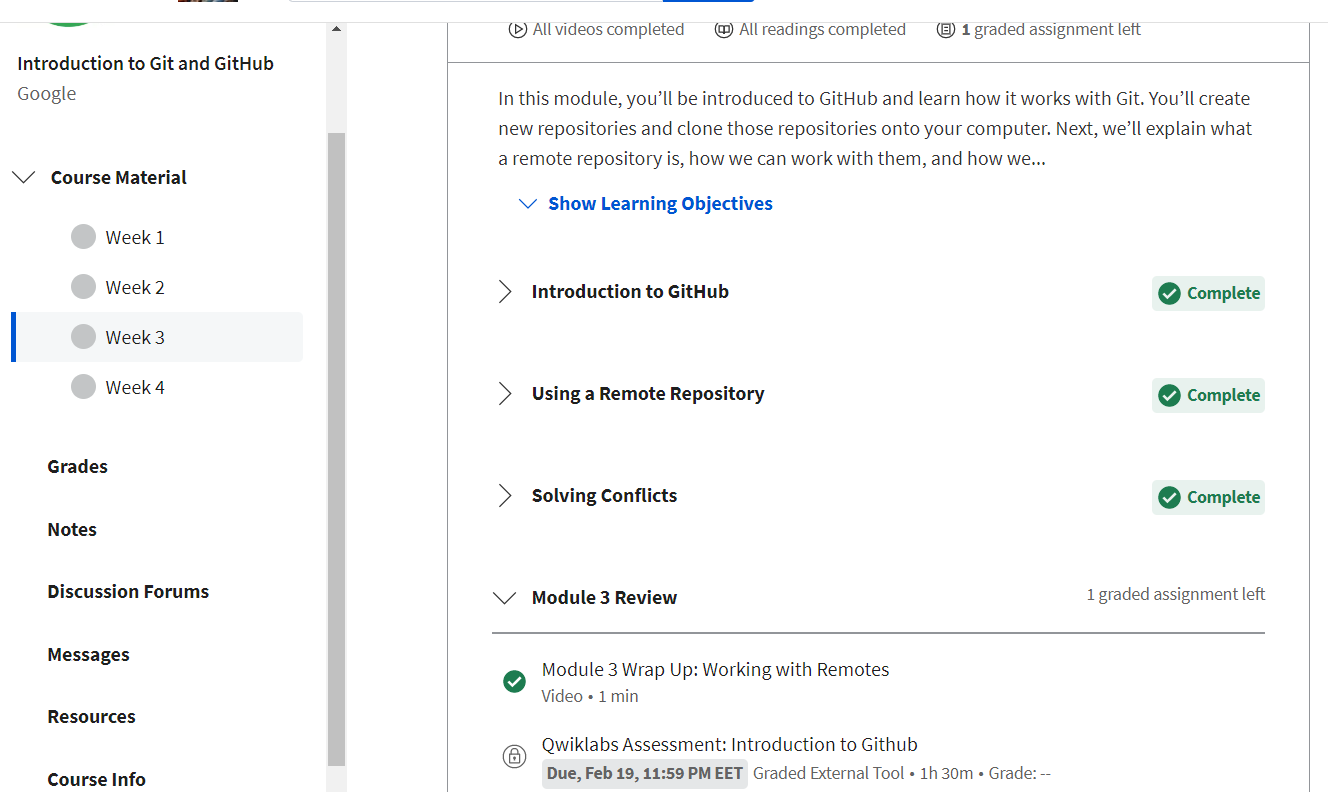 Introduction to Git and GitHub
Google
Course Material
Week 1
Week 2
Week 3
Week 4
Grades
Notes
Discussion Forums
Messages
Resources
Course Info
All videos completed All readings completed 1 graded assignment left
In this module, you’ll be introduced to GitHub and learn how it works with Git. You’ll create
new repositories and clone those repositories onto your computer. Next, we’ll explain what
a remote repository is, how we can work with them, and how we...
Show Learning Objectives
Introduction to GitHub Complete
Using a Remote Repository Complete
Solving Conflicts Complete
Module 3 Review 1 graded assignment left
Module 3 Wrap Up: Working with Remotes
Video • 1 min
Qwiklabs Assessment: Introduction to Github
Due, Feb 19, 11:59 PM EET Graded External Tool • 1h 30m • Grade: --